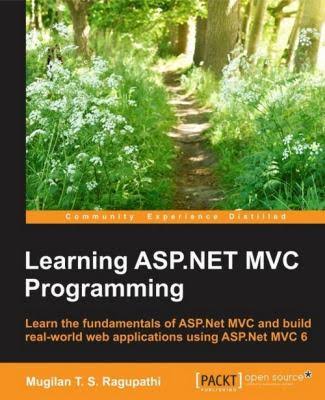 Community Experience Distilled
Learning ASP.NET MVC
Programming
Learn the fundamentals of ASP.Net MVC and build
real-world web applications using ASP.Net MVC 6
Mugilan T. S. Ragupathi
[PACKT] open source*
PUBLISHING